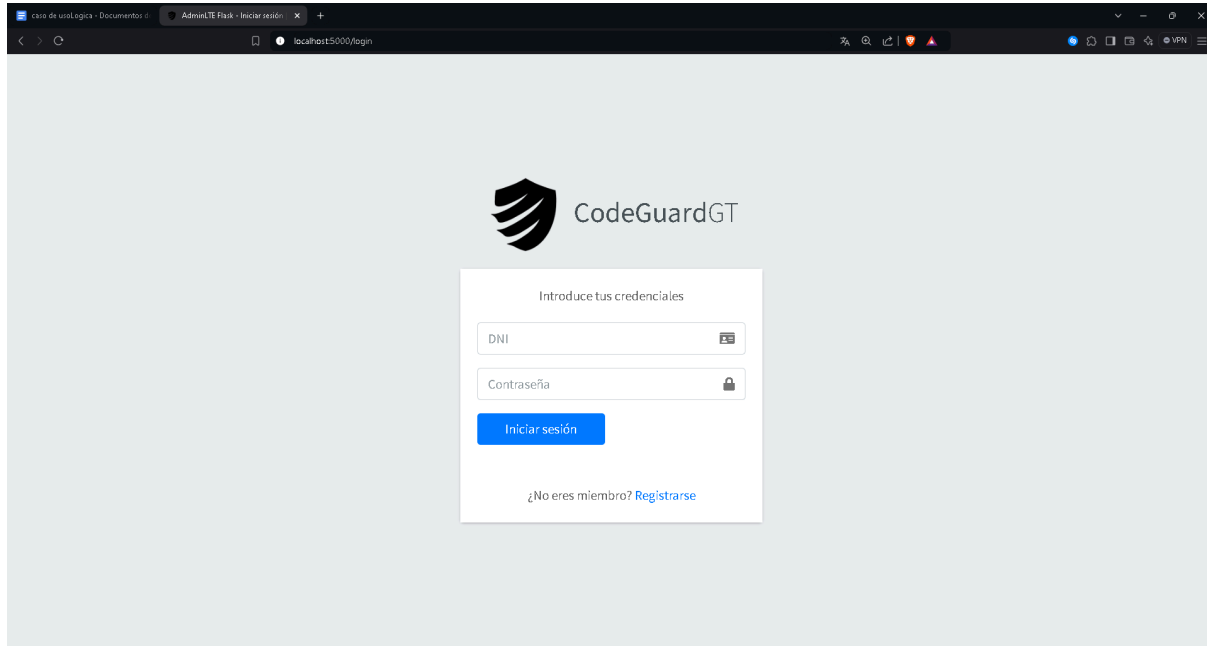 caso de usoLogica - Documentos d
AdminLTE Flask - Iniciar sesión
localhost:5000/login
VPN
CodeGuardGT
Introduce tus credenciales
DNI
Contraseña
Iniciar sesión
¿No eres miembro? Registrarse